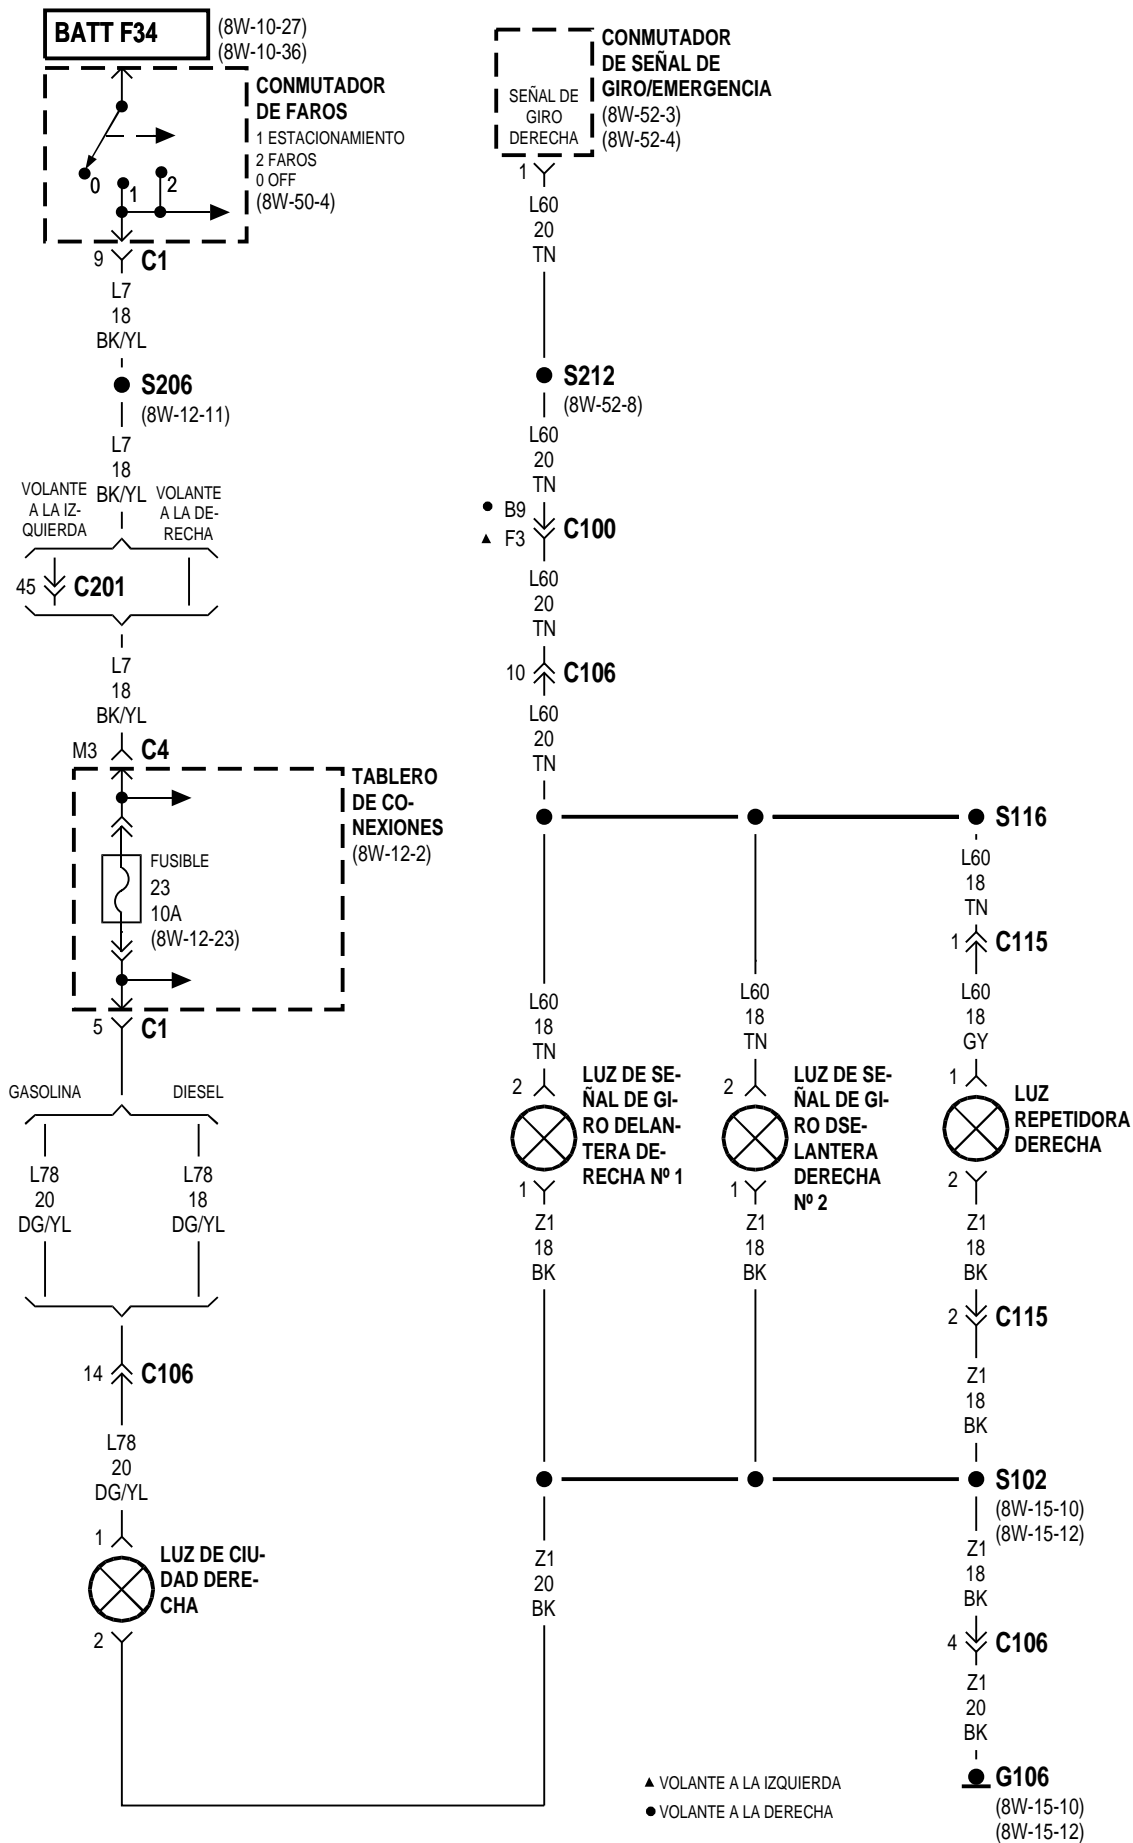 BATT F34
(8W-10-27)
(8W-10-36)
CONMUTADOR
DE FAROS
1 ESTACIONAMIENTO
2 FAROS
0 OFF
(8W-50-4)
0
1
2
9
C1
L7
18
BK/YL
S206
(8W-12-11)
L7
18
BK/YL
VOLANTE
A LA IZ-
QUIERDA
VOLANTE
A LA DE-
RECHA
45
C201
L7
18
BK/YL
M3
C4
TABLERO
DE CO-
NEXIONES
(8W-12-2)
FUSIBLE
23
10A
(8W-12-23)
5
C1
GASOLINA
DIESEL
L78
20
DG/YL
L78
18
DG/YL
14
C106
L78
20
DG/YL
1
LUZ DE CIU-
DAD DERE-
CHA
2
CONMUTADOR
DE SEÑAL DE
GIRO/EMERGENCIA
(8W-52-3)
(8W-52-4)
SEÑAL DE
GIRO
DERECHA
1
L60
20
TN
S212
(8W-52-8)
L60
20
TN
● B9
▲ F3
C100
L60
20
TN
10
C106
L60
20
TN
S116
L60
18
TN
2
LUZ DE SE-
ÑAL DE GI-
RO DELAN-
TERA DE-
RECHA Nº 1
1
Z1
18
BK
L60
18
TN
2
LUZ DE SE-
ÑAL DE GI-
RO DSE-
LANTERA
DERECHA
Nº 2
1
Z1
18
BK
L60
18
TN
1
C115
L60
18
GY
1
LUZ
REPETIDORA
DERECHA
2
Z1
18
BK
2
C115
Z1
18
BK
S102
(8W-15-10)
(8W-15-12)
Z1
20
BK
Z1
18
BK
4
C106
Z1
20
BK
G106
(8W-15-10)
(8W-15-12)
▲ VOLANTE A LA IZQUIERDA
● VOLANTE A LA DERECHA